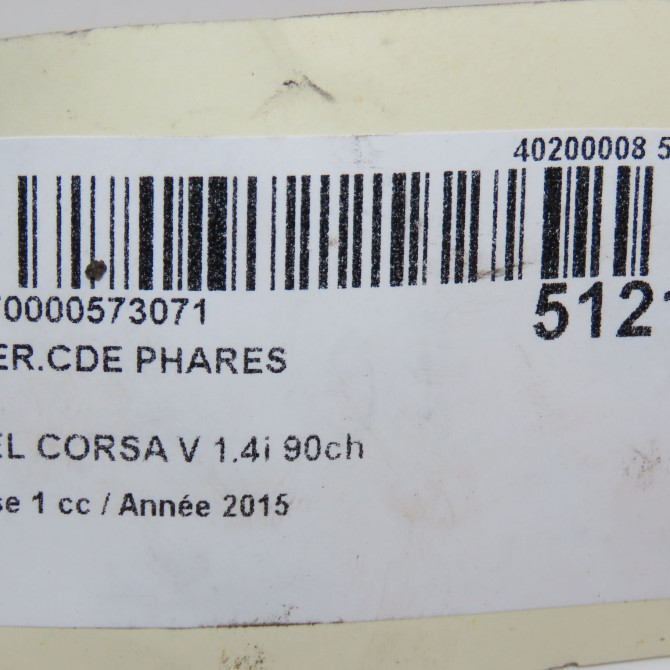 40200008 5
70000573071
5121
ER.CDE PHARES
EL CORSA V 1.4i 90ch
se 1 cc / Année 2015